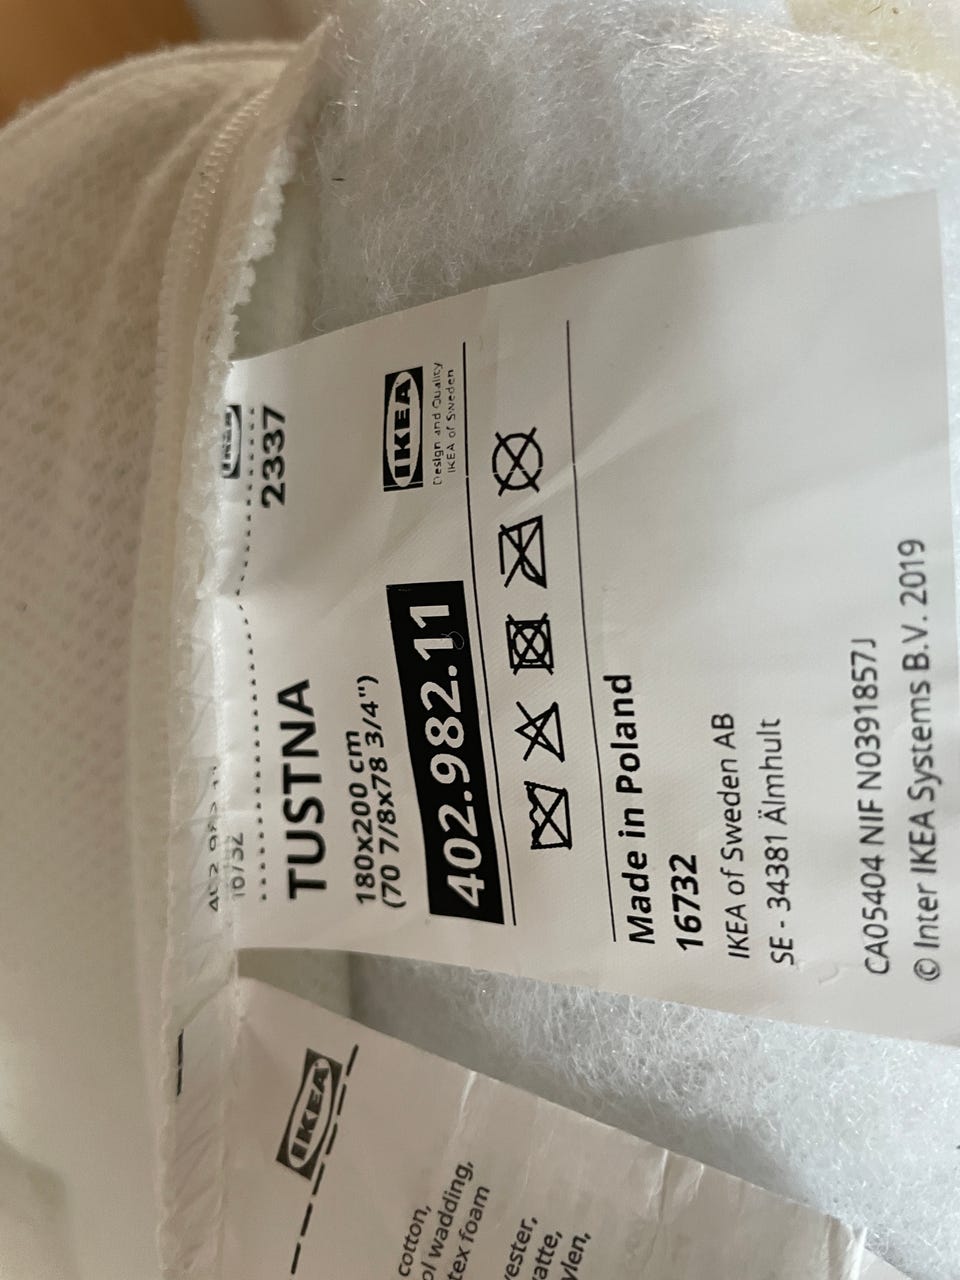 IKEA
2337
TUSTNA
180x200 cm
(70 7/8x78 3/4")
402.982.11
IKEA
Design and Quality
IKEA of Sweden
Made in Poland
16732
IKEA of Sweden AB
SE - 34381 Älmhult
CA05404 NIF N0391857J
© Inter IKEA Systems B.V. 2019
IKEA
cotton,
wadding,
foam